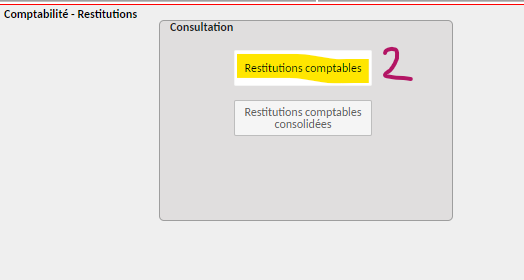 Comptabilité - Restitutions
Consultation
Restitutions comptables
2
Restitutions comptables
consolidées